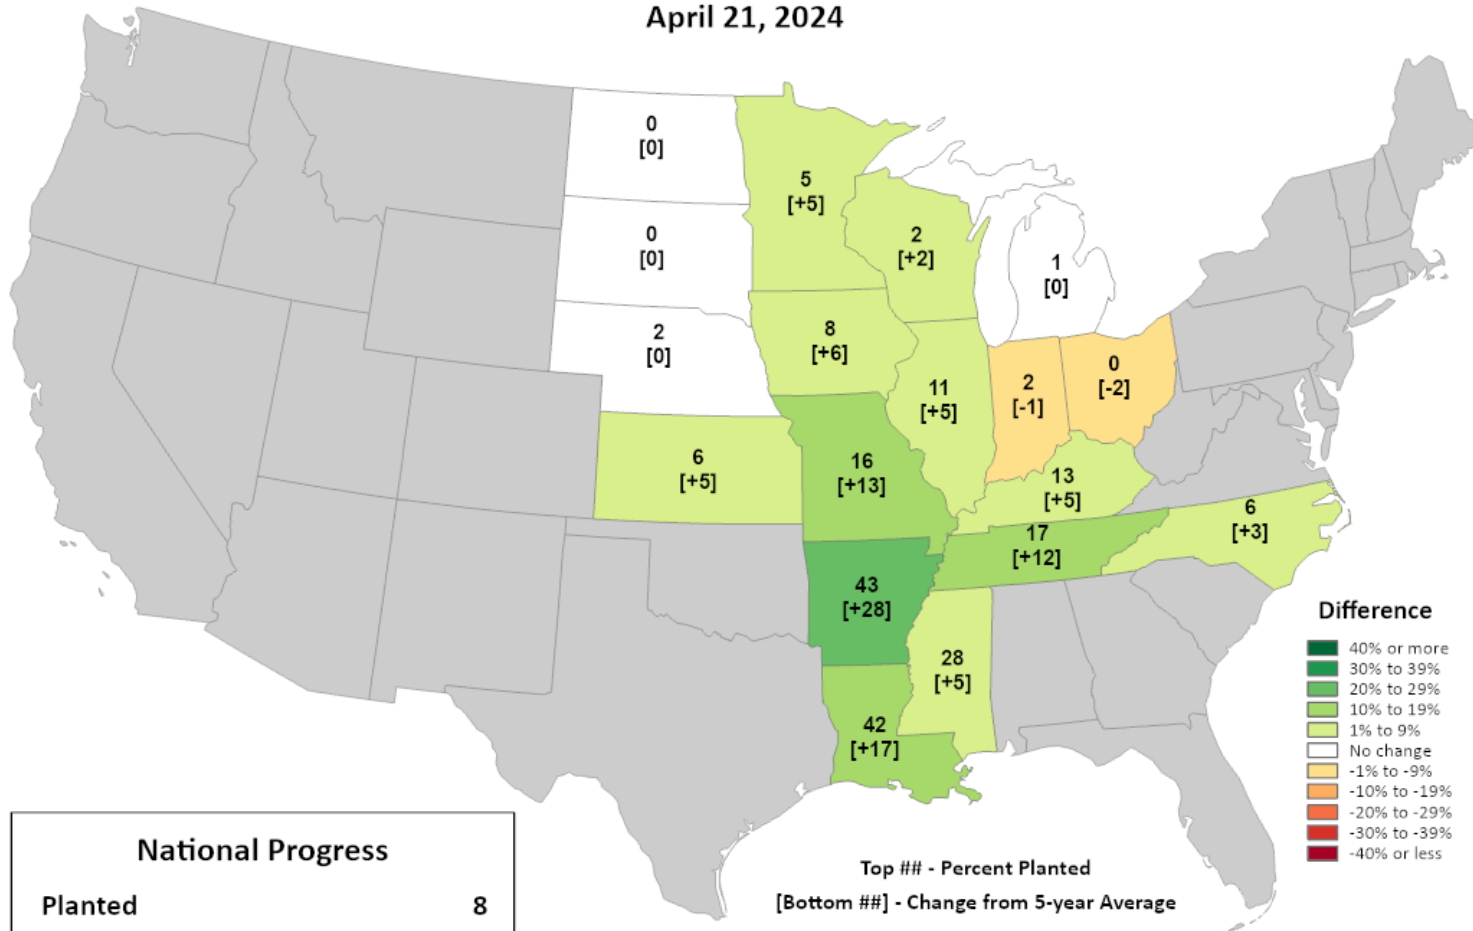 April 21, 2024
0
[0]
5
[+5]
0
[0]
2
[+2]
1
[0]
2
[0]
8
[+6]
11
[+5]
2
[-1]
0
[-2]
6
[+5]
16
[+13]
13
[+5]
17
[+12]
6
[+3]
43
[+28]
28
[+5]
42
[+17]
Difference
40% or more
30% to 39%
20% to 29%
10% to 19%
1% to 9%
No change
-1% to -9%
-10% to -19%
-20% to -29%
-30% to -39%
-40% or less
National Progress
Planted 8
Top ## - Percent Planted
[Bottom ##] - Change from 5-year Average